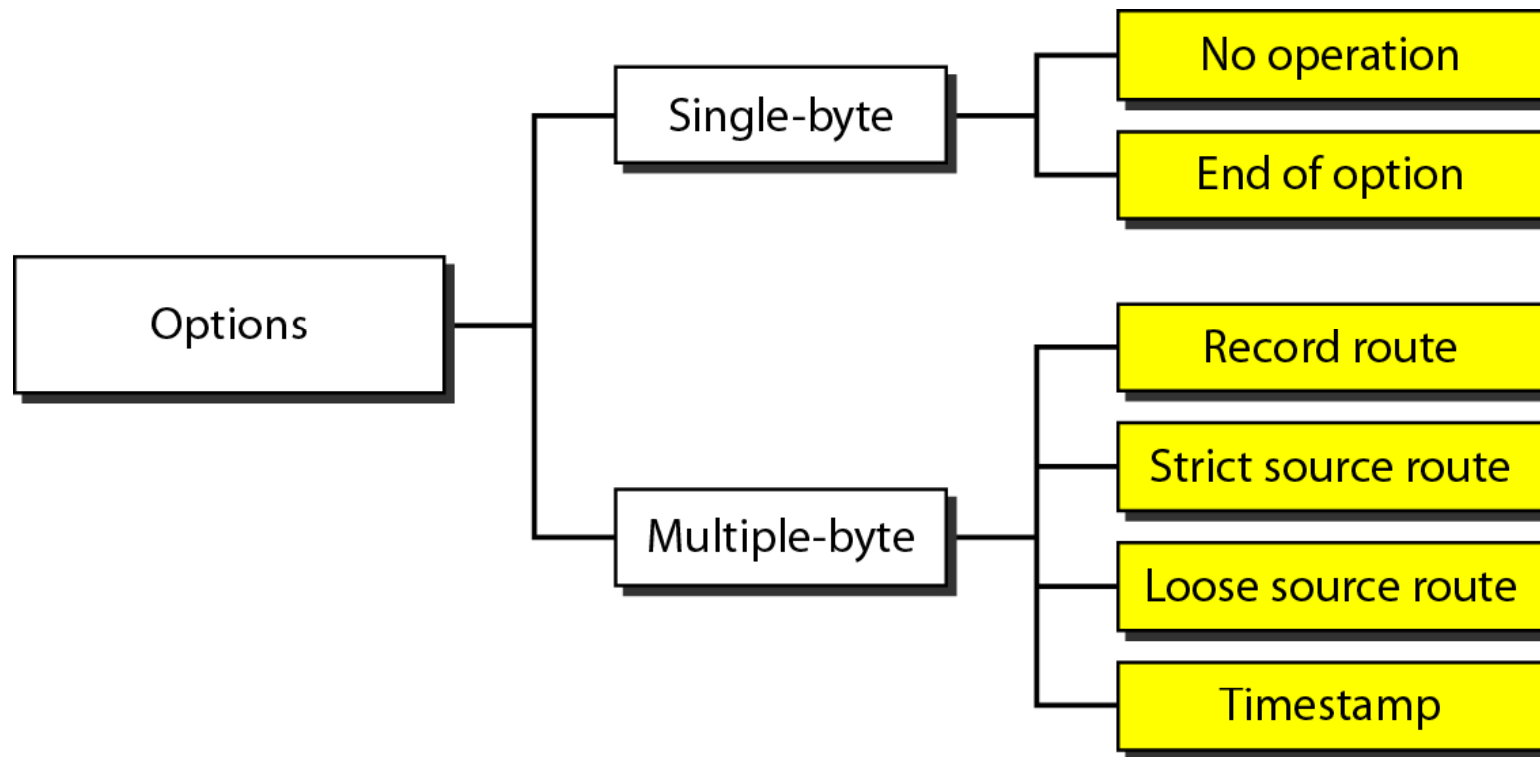 Options
Single-byte
No operation
End of option
Multiple-byte
Record route
Strict source route
Loose source route
Timestamp